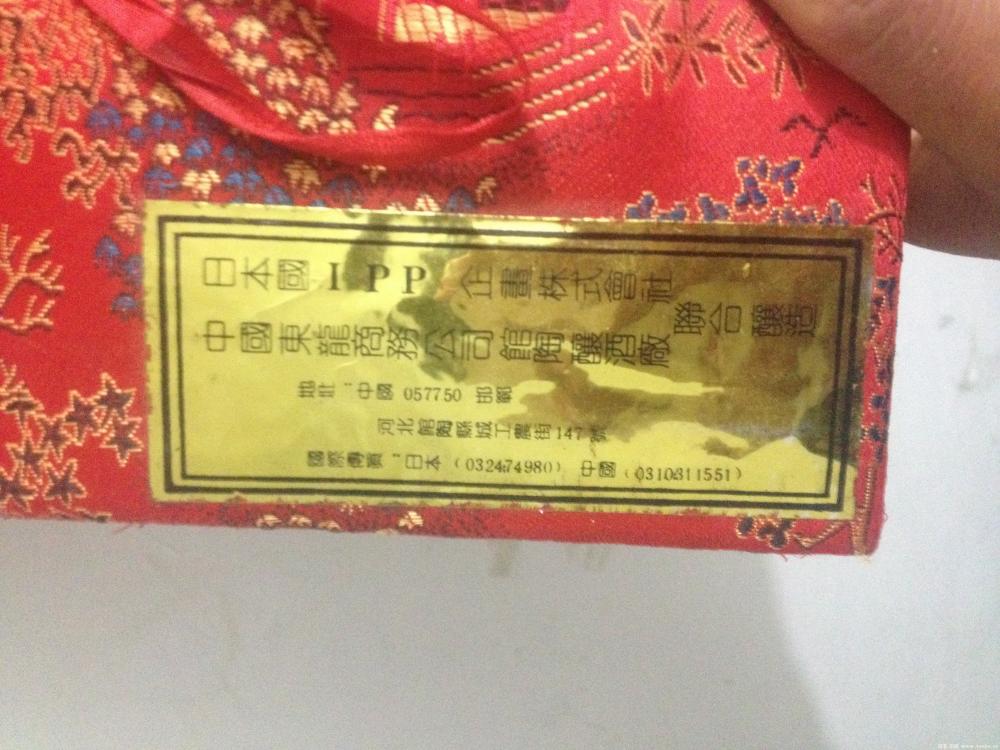 日本國 IPP 企畫株式會社
中國東龍商務公司 館陶釀酒廠
聯合 釀造
地址：中國 057750 邯鄲
河北館陶縣城工農街147號
國際傳真：日本（032474980） 中國（0310311551）